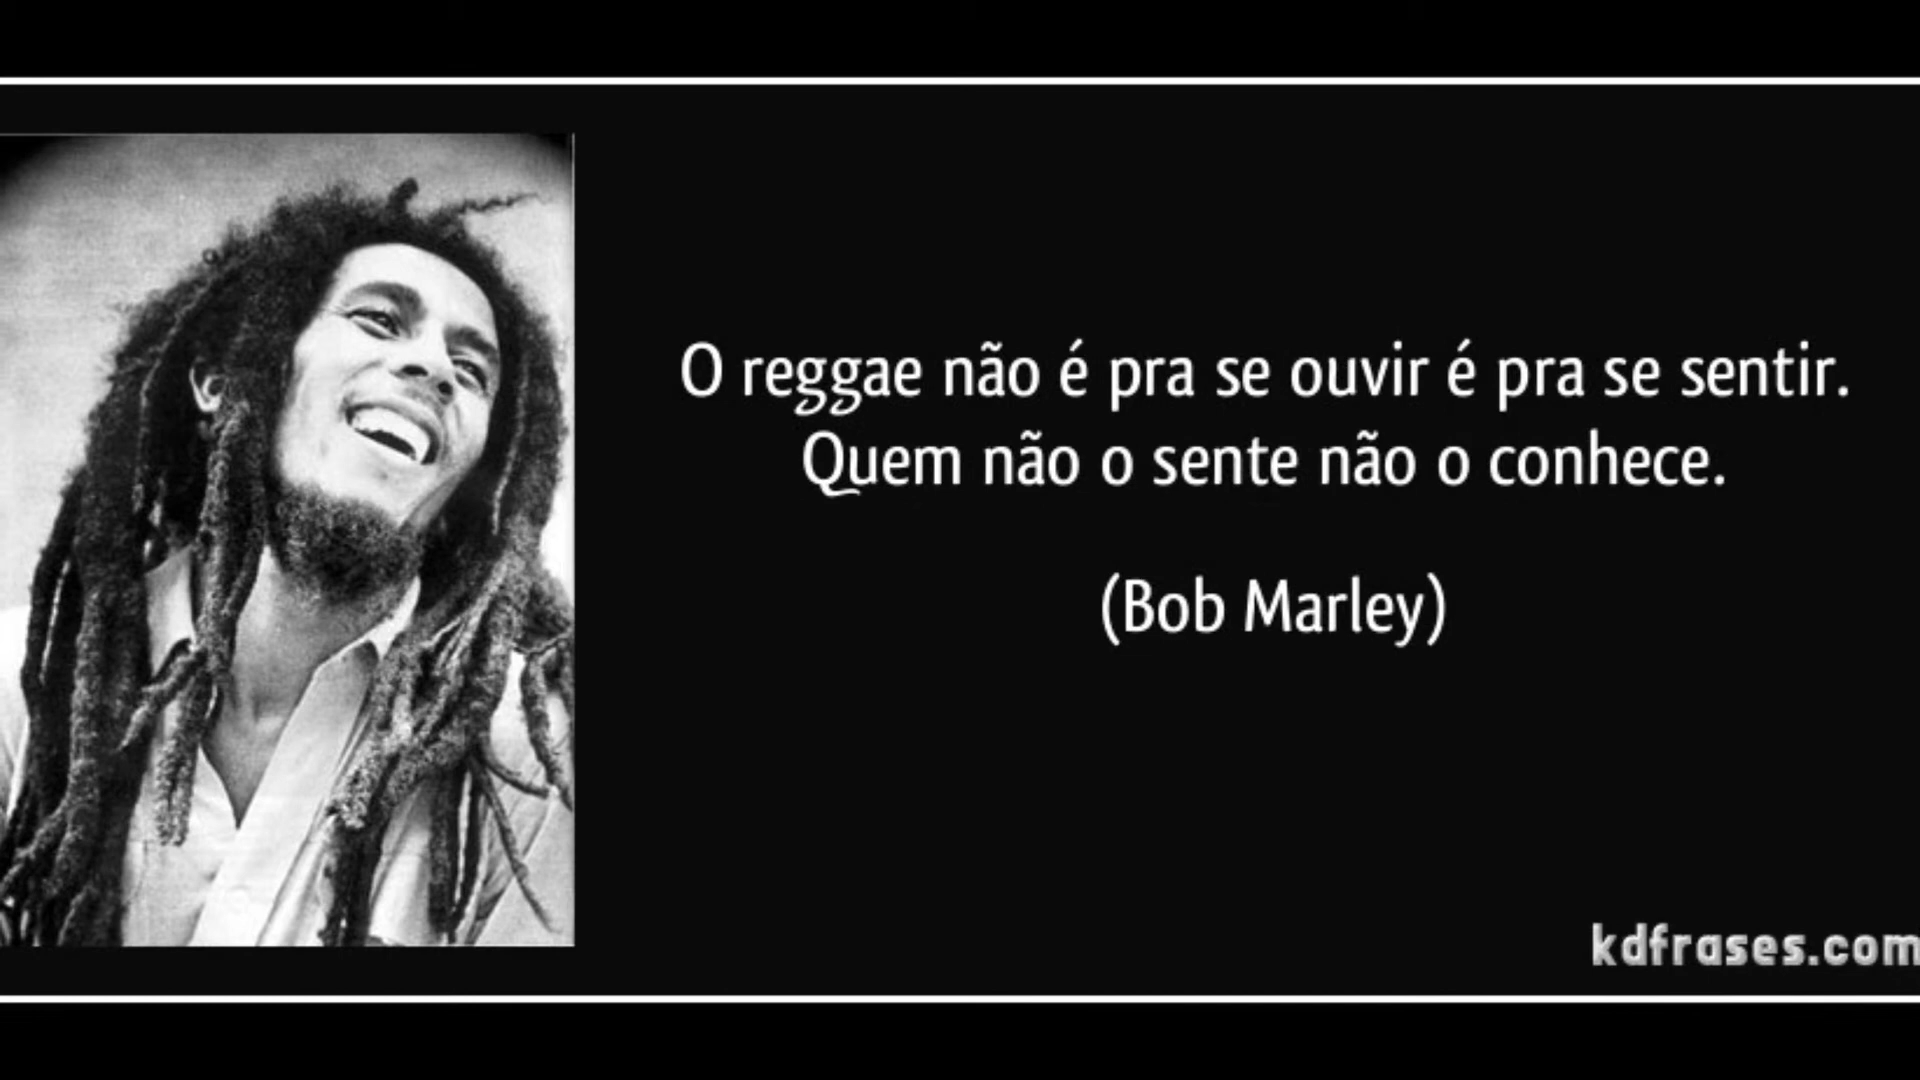 O reggae não é pra se ouvir é pra se sentir.
Quem não o sente não o conhece.
(Bob Marley)
kdfrases.com